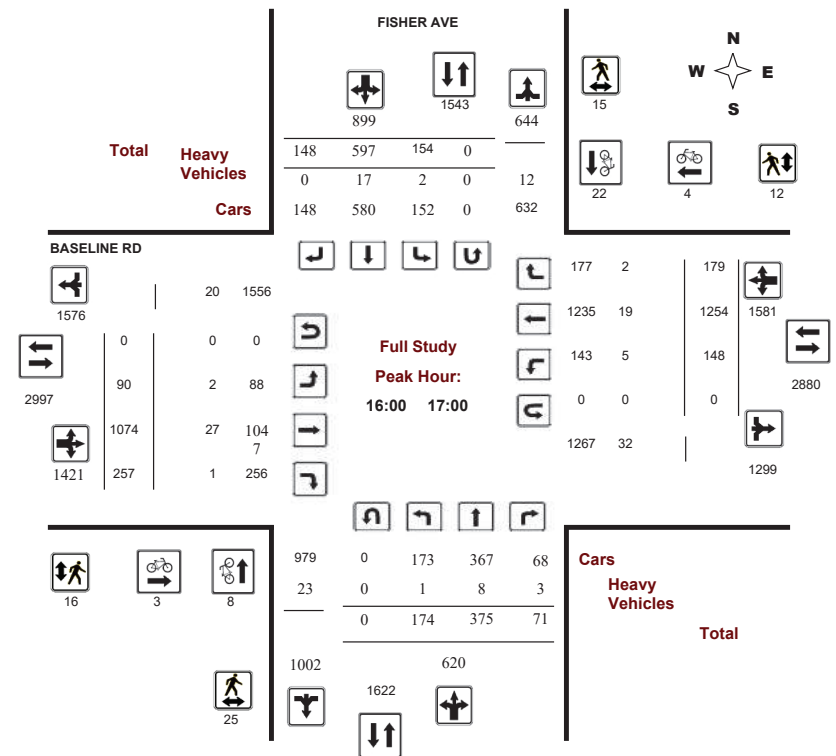 FISHER AVE
N
W E
S
1543
15
899 644
Total Heavy Vehicles
148 597 154 0
0 17 2 0 12
22 4 12
Cars 148 580 152 0 632
BASELINE RD
177 2 179
1576 20 1556
1235 19 1254 1581
0 0 0
Full Study
143 5 148
Peak Hour:
2997 90 2 88
2880
16:00 17:00
0 0 0
1074 27 104
7
1267 32
1421 257 1 256
1299
979 0 173 367 68 Cars
23 0 1 8 3 Heavy
Vehicles
16 3 8
0 174 375 71
Total
1002 620
1622
25